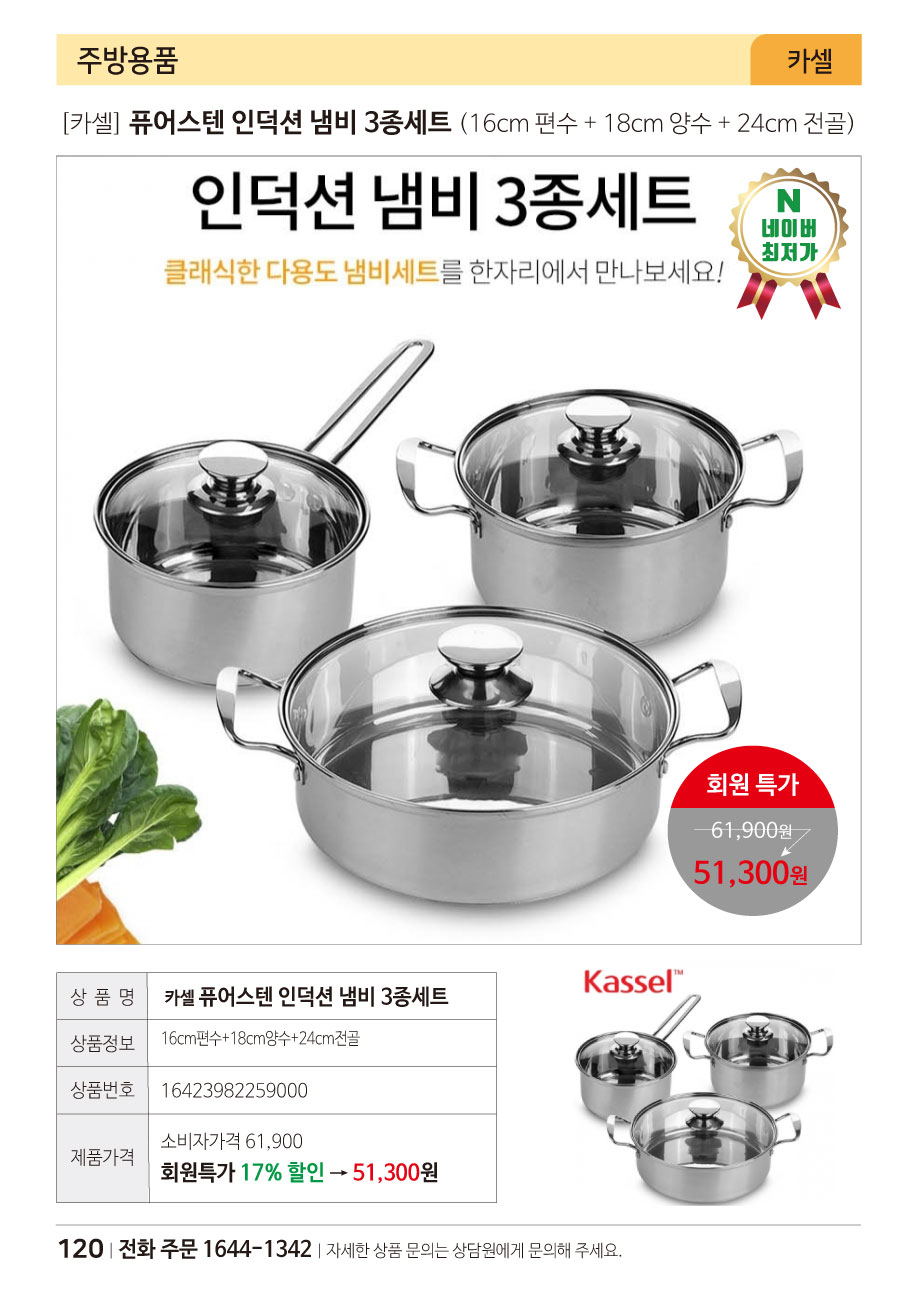 주방용품
카셀
[카셀] 퓨어스텐 인덕션 냄비 3종세트 (16cm 편수 + 18cm 양수 + 24cm 전골)
인덕션 냄비 3종세트
클래식한 다용도 냄비세트를 한자리에서 만나보세요!
N
네이버
최저가
회원 특가
61,900원
51,300원
상 품 명
카셀 퓨어스텐 인덕션 냄비 3종세트
상품정보
16cm편수+18cm양수+24cm전골
상품번호
16423982259000
제품가격
소비자가격 61,900
회원특가 17% 할인 → 51,300원
Kassel™
120 | 전화 주문 1644-1342 | 자세한 상품 문의는 상담원에게 문의해 주세요.